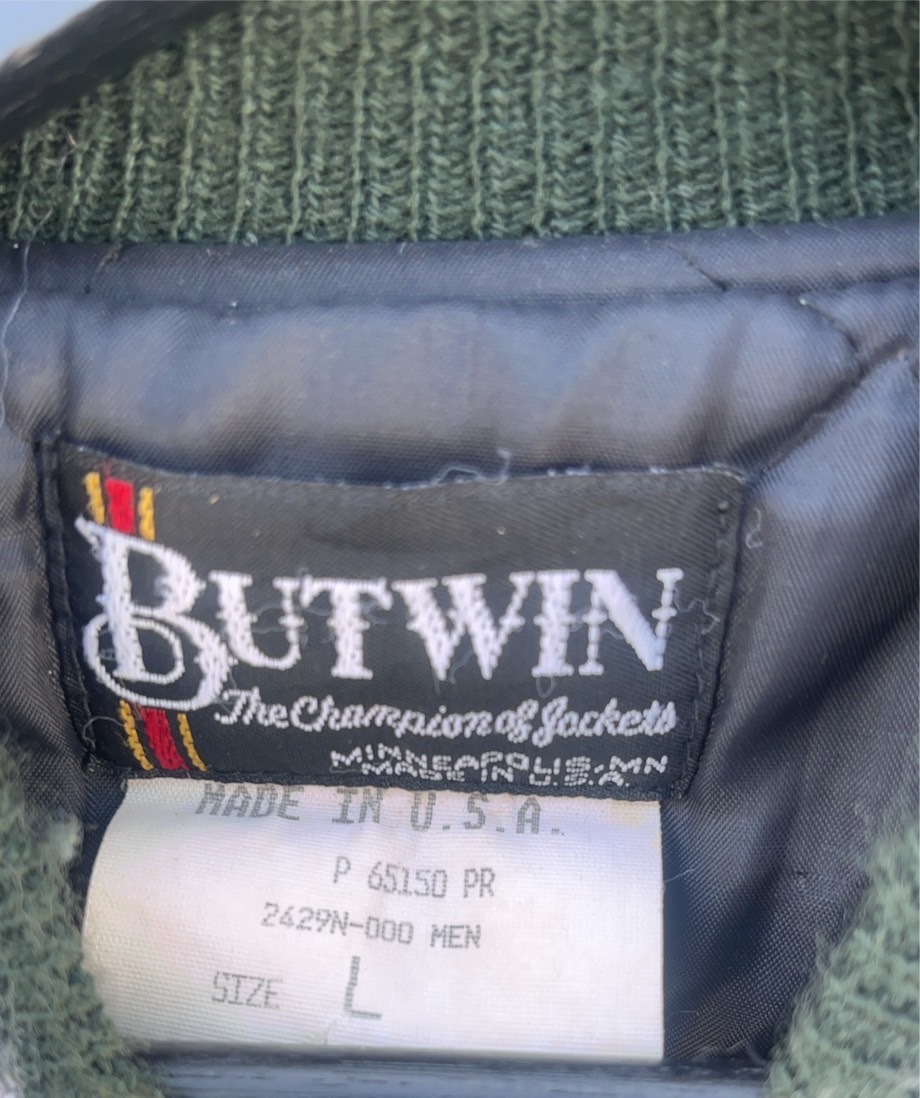 BUTWIN
The Champion of Jackets
MINNEAPOLIS, MN
MADE IN U.S.A.
MADE IN U.S.A.
P 65150 PR
2429N-000 MEN
SIZE L